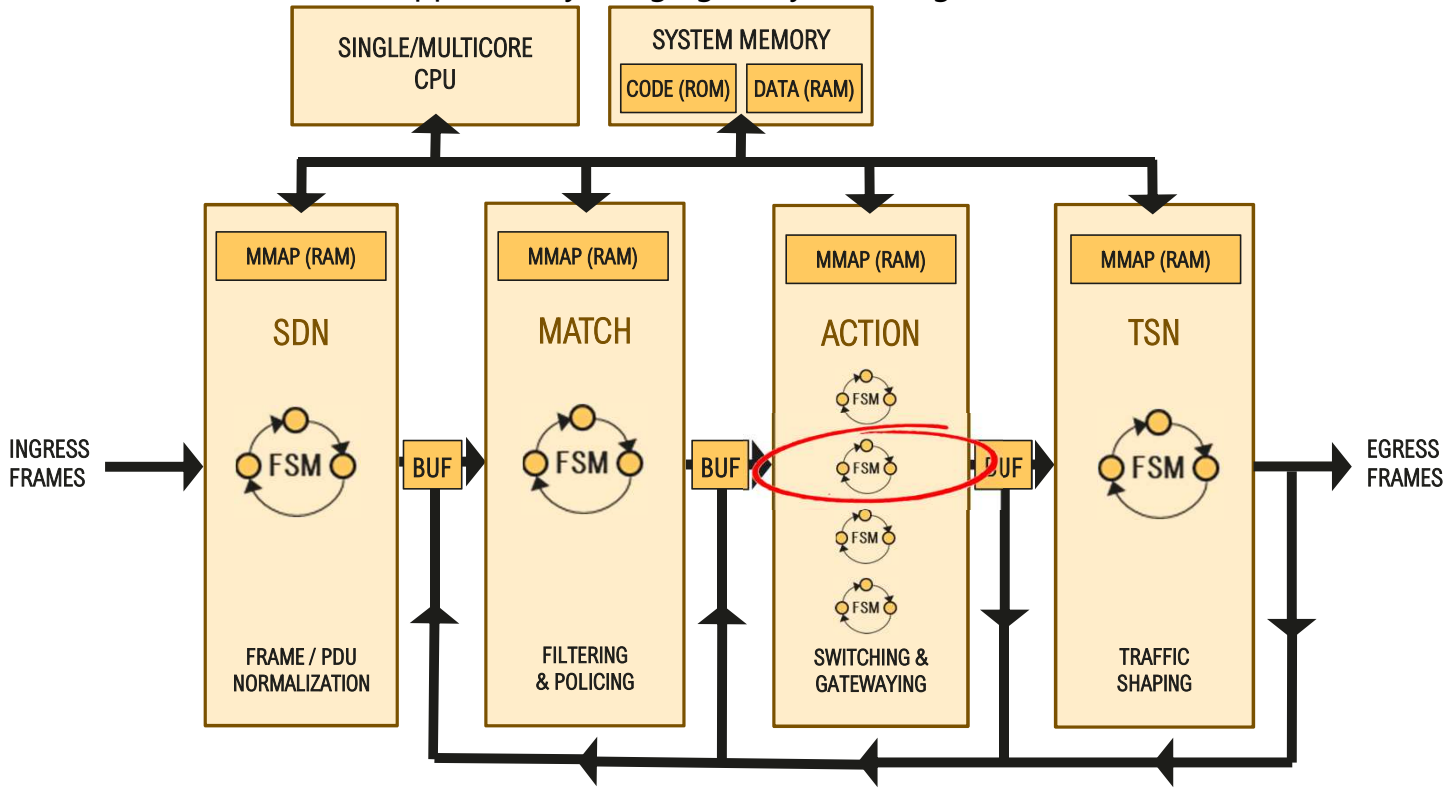 SINGLE/MULTICORE
CPU
SYSTEM MEMORY
CODE (ROM)
DATA (RAM)
MMAP (RAM)
MMAP (RAM)
MMAP (RAM)
MMAP (RAM)
SDN
MATCH
ACTION
TSN
FSM
FSM
FSM
FSM
FSM
FSM
FSM
INGRESS
FRAMES
BUF
BUF
BUF
EGRESS
FRAMES
FRAME / PDU
NORMALIZATION
FILTERING
& POLICING
SWITCHING &
GATEWAYING
TRAFFIC
SHAPING